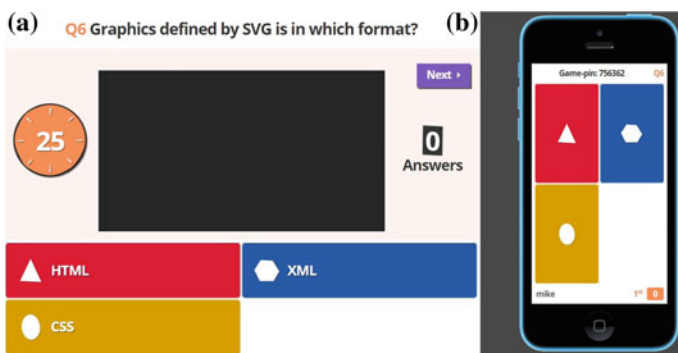 (a)
Q6 Graphics defined by SVG is in which format?
Next
25
0
Answers
HTML
XML
CSS
(b)
Game-pin: 756362 Q6
mike 1st 0